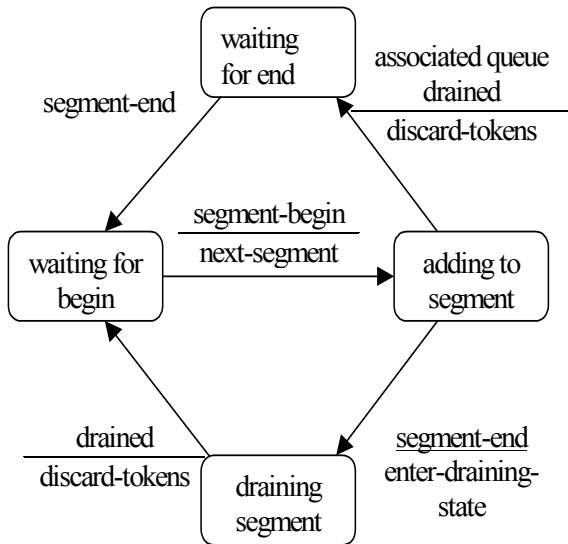 waiting
for end
associated queue
drained
discard-tokens
segment-end
segment-begin
next-segment
waiting for
begin
adding to
segment
drained
discard-tokens
segment-end
enter-draining-
state
draining
segment